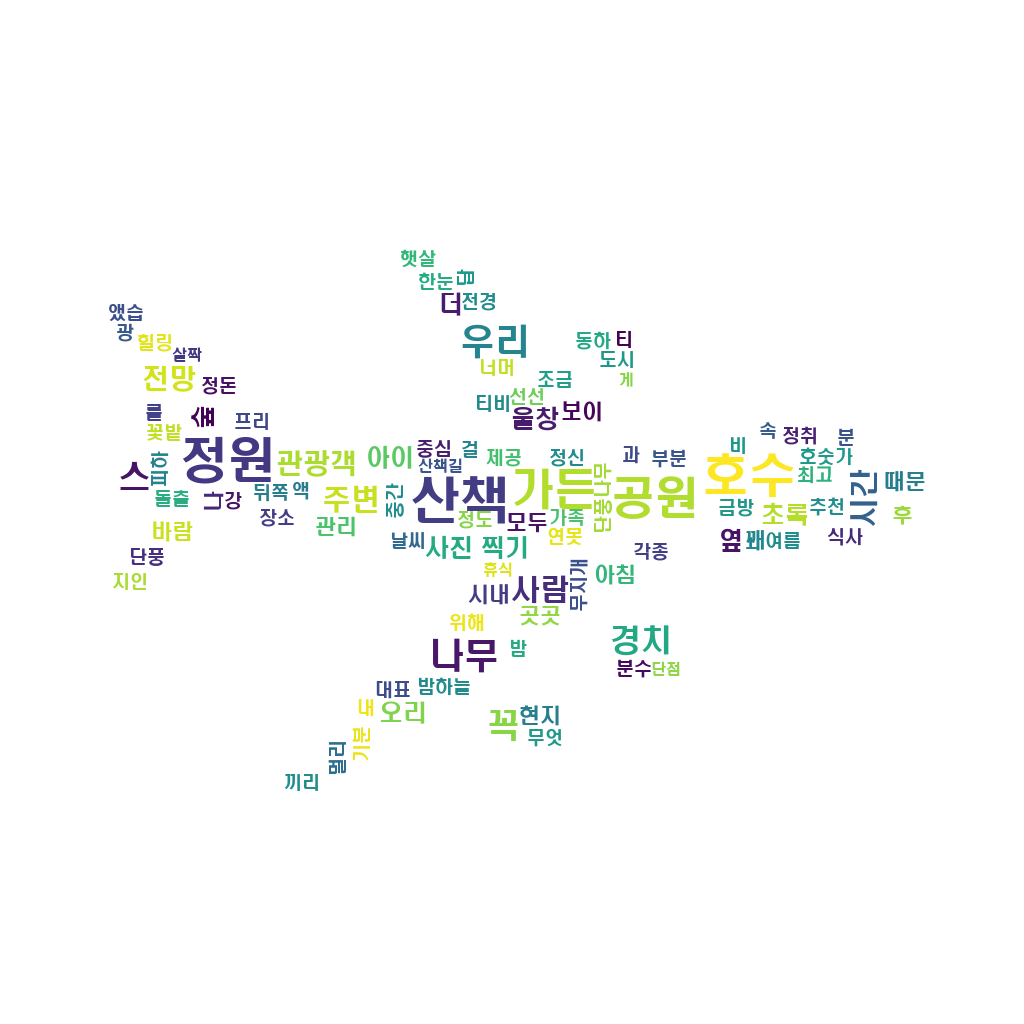 햇살
한눈 답
더 전경
앴습
광
힐링
살짝
우리
동하 티
도시
너머
전망 정돈
조금 게
티비 선선
를
숲 프리
울창 보이
꽃밭
정원 관광객 아이 중심 걸
산책길 제공 정신 과 부분
비 속 정취 분
호숫가
스 피하
돌출 나 강 뒤쪽 액 주변 중간
산책 가든 단풍나무 공원 호수 최고 시간 때문
장소 관리
정도 모두 가족
금방 초록 추천 후
바람
날씨 사진 찍기 연못 각종
옆 꽤 여름 식사
단풍
지인
휴식 무지개 아침
시내 사람
위해 곳곳
나무 밤
경치
분수 단점
대표 밤하늘
내 오리
꼭 현지
기분 무엇
멀리
끼리